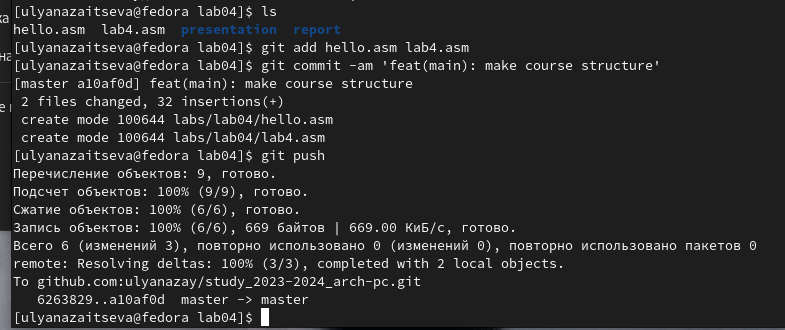 [ulyanazaitseva@fedora lab04]$ ls
hello.asm  lab4.asm  presentation  report
[ulyanazaitseva@fedora lab04]$ git add hello.asm lab4.asm
[ulyanazaitseva@fedora lab04]$ git commit -am 'feat(main): make course structure'
[master a10af0d] feat(main): make course structure
 2 files changed, 32 insertions(+)
 create mode 100644 labs/lab04/hello.asm
 create mode 100644 labs/lab04/lab4.asm
[ulyanazaitseva@fedora lab04]$ git push
Перечисление объектов: 9, готово.
Подсчет объектов: 100% (9/9), готово.
Сжатие объектов: 100% (6/6), готово.
Запись объектов: 100% (6/6), 669 байтов | 669.00 КиБ/с, готово.
Всего 6 (изменений 3), повторно использовано 0 (изменений 0), повторно использовано пакетов 0
remote: Resolving deltas: 100% (3/3), completed with 2 local objects.
To github.com:ulyanazay/study_2023-2024_arch-pc.git
   6263829..a10af0d  master -> master
[ulyanazaitseva@fedora lab04]$